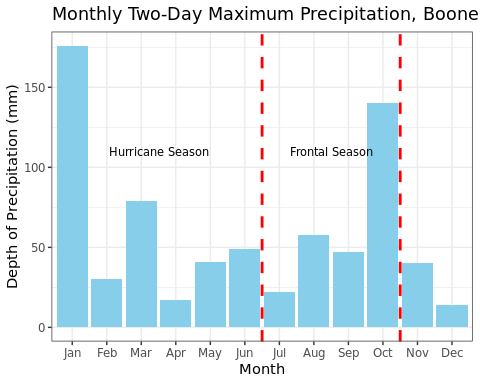 Monthly Two-Day Maximum Precipitation, Boone
Depth of Precipitation (mm)
150
100
50
0
Hurricane Season
Frontal Season
Jan Feb Mar Apr May Jun Jul Aug Sep Oct Nov Dec
Month